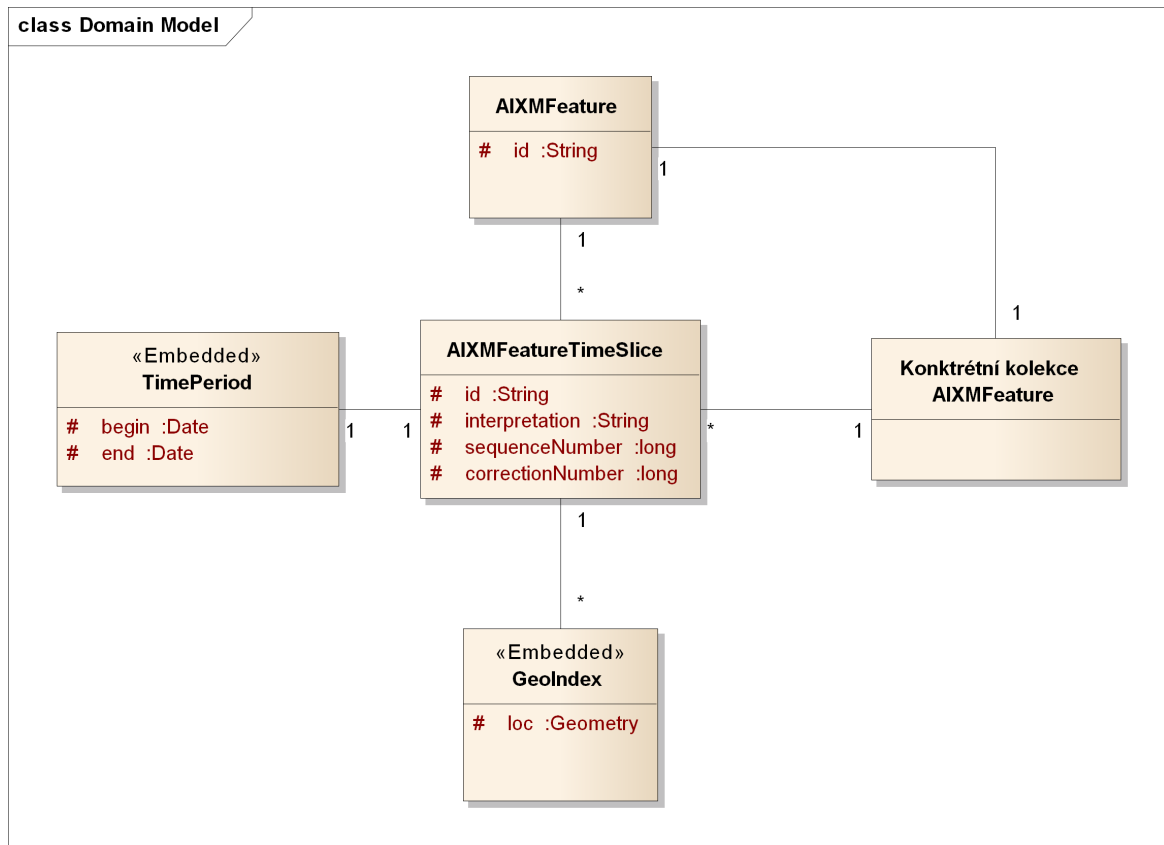 class Domain Model
AIXMFeature
# id :String
1
1
1
*
1
«Embedded»
TimePeriod
# begin :Date
# end :Date
1
1
AIXMFeatureTimeSlice
# id :String
# interpretation :String
# sequenceNumber :long
# correctionNumber :long
*
1
Konktrétní kolekce
AIXMFeature
1
*
«Embedded»
GeoIndex
# loc :Geometry